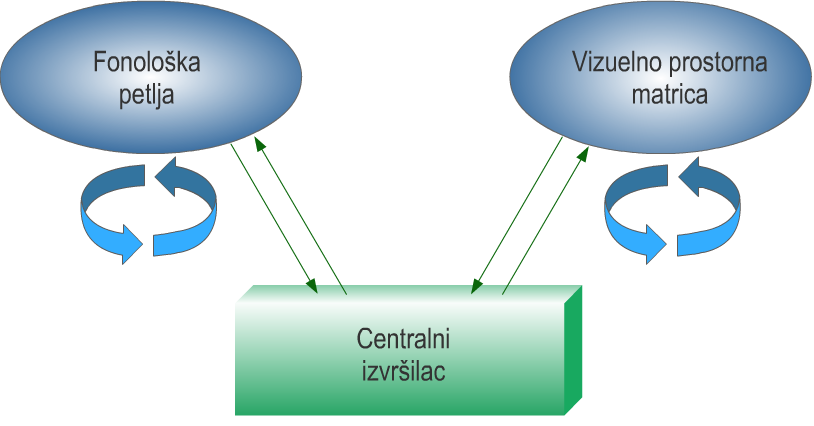 Fonološka
petlja
Vizuelno prostorna
matrica
Centralni
izvršilac